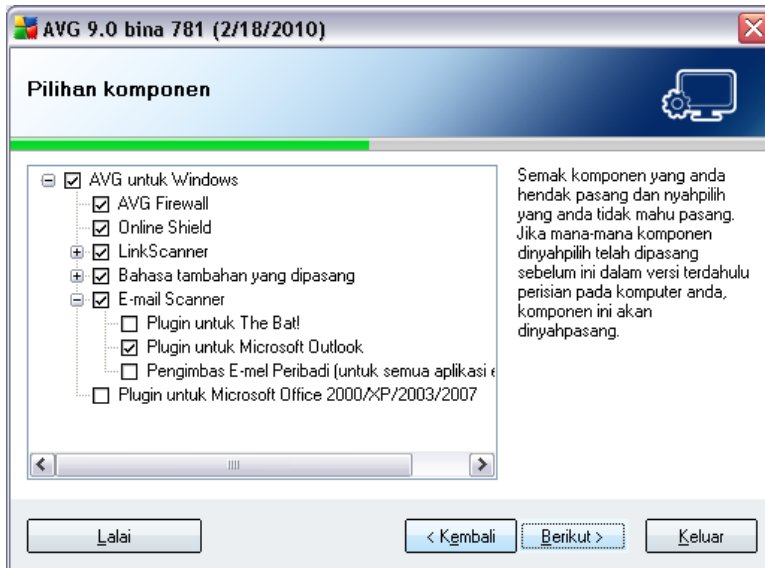 AVG 9.0 bina 781 (2/18/2010)
Pilihan komponen
AVG untuk Windows
AVG Firewall
Online Shield
LinkScanner
Bahasa tambahan yang dipasang
E-mail Scanner
Plugin untuk The Bat!
Plugin untuk Microsoft Outlook
Pengimbas E-mel Peribadi (untuk semua aplikasi
Plugin untuk Microsoft Office 2000/XP/2003/2007
Semak komponen yang anda
hendak pasang dan nyahpilih
yang anda tidak mahu pasang.
Jika mana-mana komponen
dinyahpilih telah dipasang
sebelum ini dalam versi terdahulu
perisian pada komputer anda,
komponen ini akan
dinyahpasang.
Lalai
< Kembali
Berikut >
Keluar